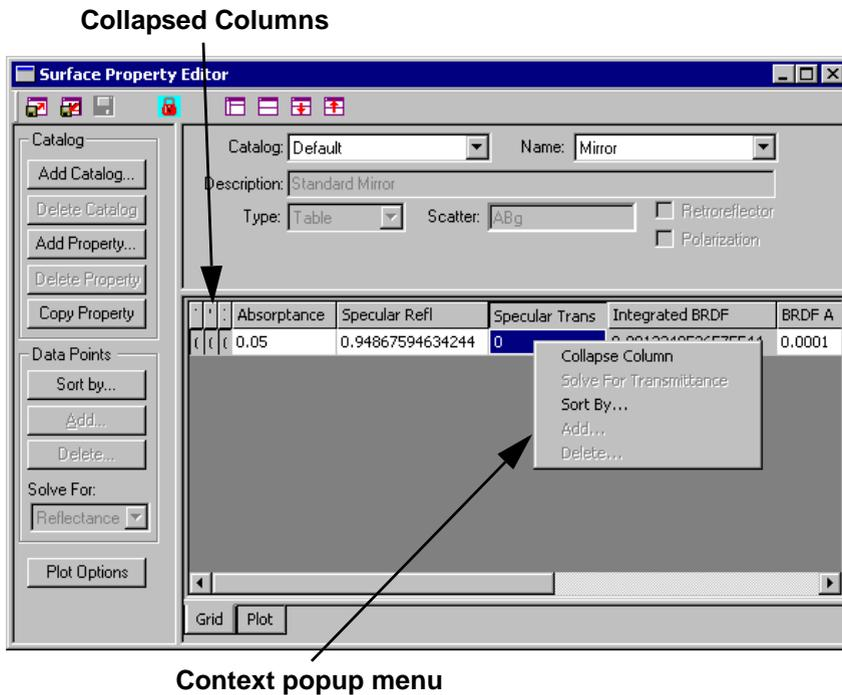 Collapsed Columns
Surface Property Editor
Catalog
Add Catalog...
Delete Catalog
Add Property...
Delete Property
Copy Property
Catalog: Default
Name: Mirror
Description: Standard Mirror
Type: Table
Scatter: ABg
Retroreflector
Polarization
Absorptance Specular Refl Specular Trans Integrated BRDF BRDF A
0.05 0.94867594634244 0 0.0001
Collapse Column
Solve For Transmittance
Sort By...
Add...
Delete...
Data Points
Sort by...
Add...
Delete...
Solve For:
Reflectance
Plot Options
Grid Plot
Context popup menu